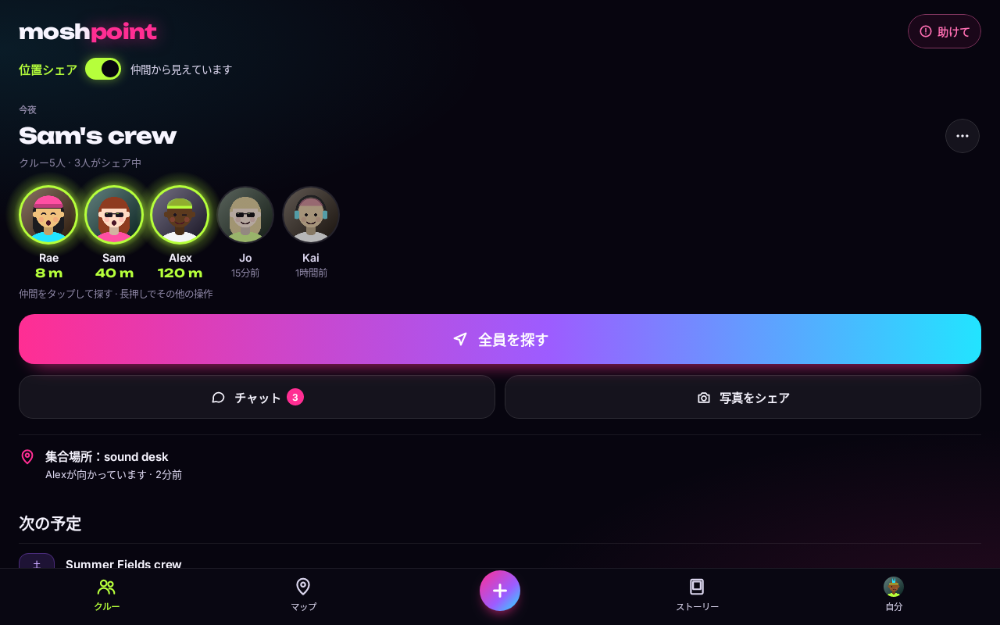 moshpoint
助けて
位置シェア 仲間から見えています
今夜
Sam's crew
クルー5人 · 3人がシェア中
Rae Sam Alex Jo Kai
8 m 40 m 120 m 15分前 1時間前
仲間をタップして探す · 長押しでその他の操作
全員を探す
チャット 3 写真をシェア
集合場所：sound desk
Alexが向かっています · 2分前
次の予定
Summer Fields crew
クルー マップ ストーリー 自分